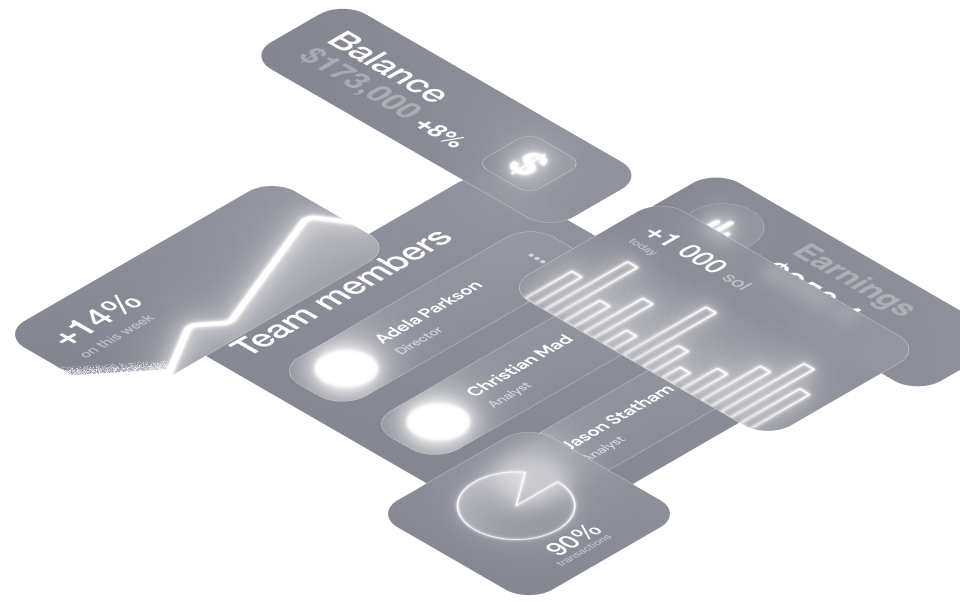 Balance
$173,000 +8%
$
+14%
on this week
Team members
Adela Parkson
Director
Christian Mad
Analyst
Jason Statham
Analyst
+1 000 sol
today
Earnings
90%
transactions